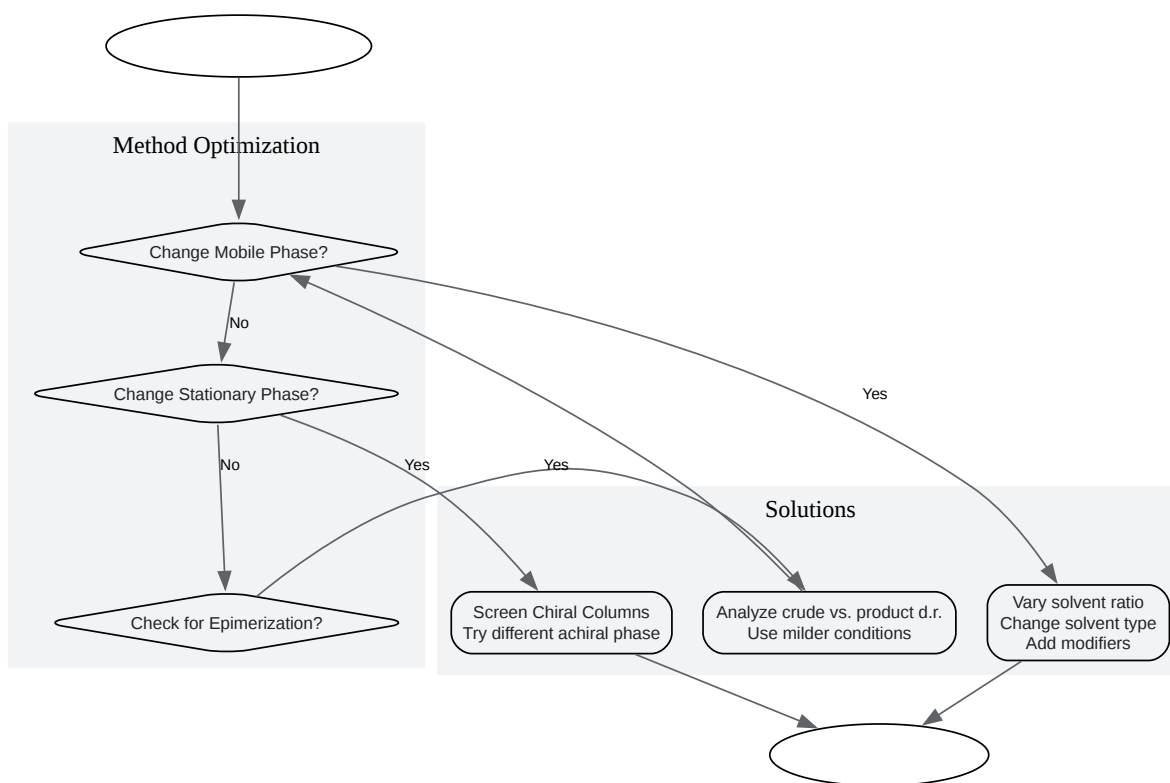 Method Optimization
Change Mobile Phase?
No
Change Stationary Phase?
Yes
No
Yes
Yes
Solutions
Check for Epimerization?
Screen Chiral Columns
Try different achiral phase
Analyze crude vs. product d.r.
Use milder conditions
Vary solvent ratio
Change solvent type
Add modifiers